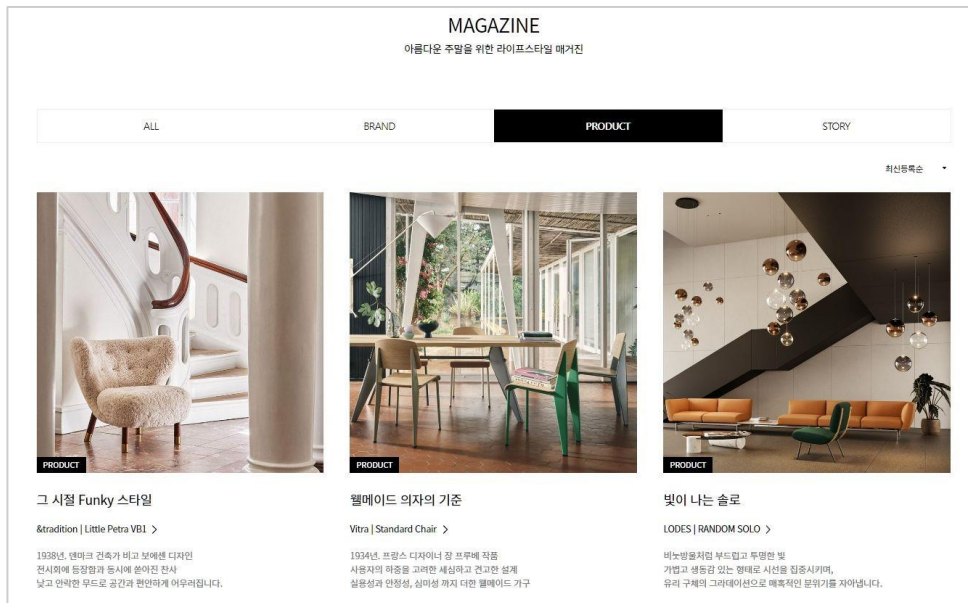 MAGAZINE
아름다운 주말을 위한 라이프스타일 매거진
ALL BRAND PRODUCT STORY
최신등록순
PRODUCT
그 시절 Funky 스타일
&tradition | Little Petra VB1 >
1938년, 덴마크 건축가 비고 보에센 디자인
전시회에 등장함과 동시에 쏟아진 찬사
낮고 안락한 무드로 공간과 편안하게 어우러집니다.
PRODUCT
웰메이드 의자의 기준
Vitra | Standard Chair >
1934년, 프랑스 디자이너 장 프루베 작품
사용자의 하중을 고려한 세심하고 견고한 설계
실용성과 안정성, 심미성 까지 더한 웰메이드 가구
PRODUCT
빛이 나는 솔로
LODES | RANDOM SOLO >
비눗방울처럼 부드럽고 투명한 빛
가볍고 생동감 있는 형태로 시선을 집중시키며,
유리 구체의 그라데이션으로 매혹적인 분위기를 자아냅니다.